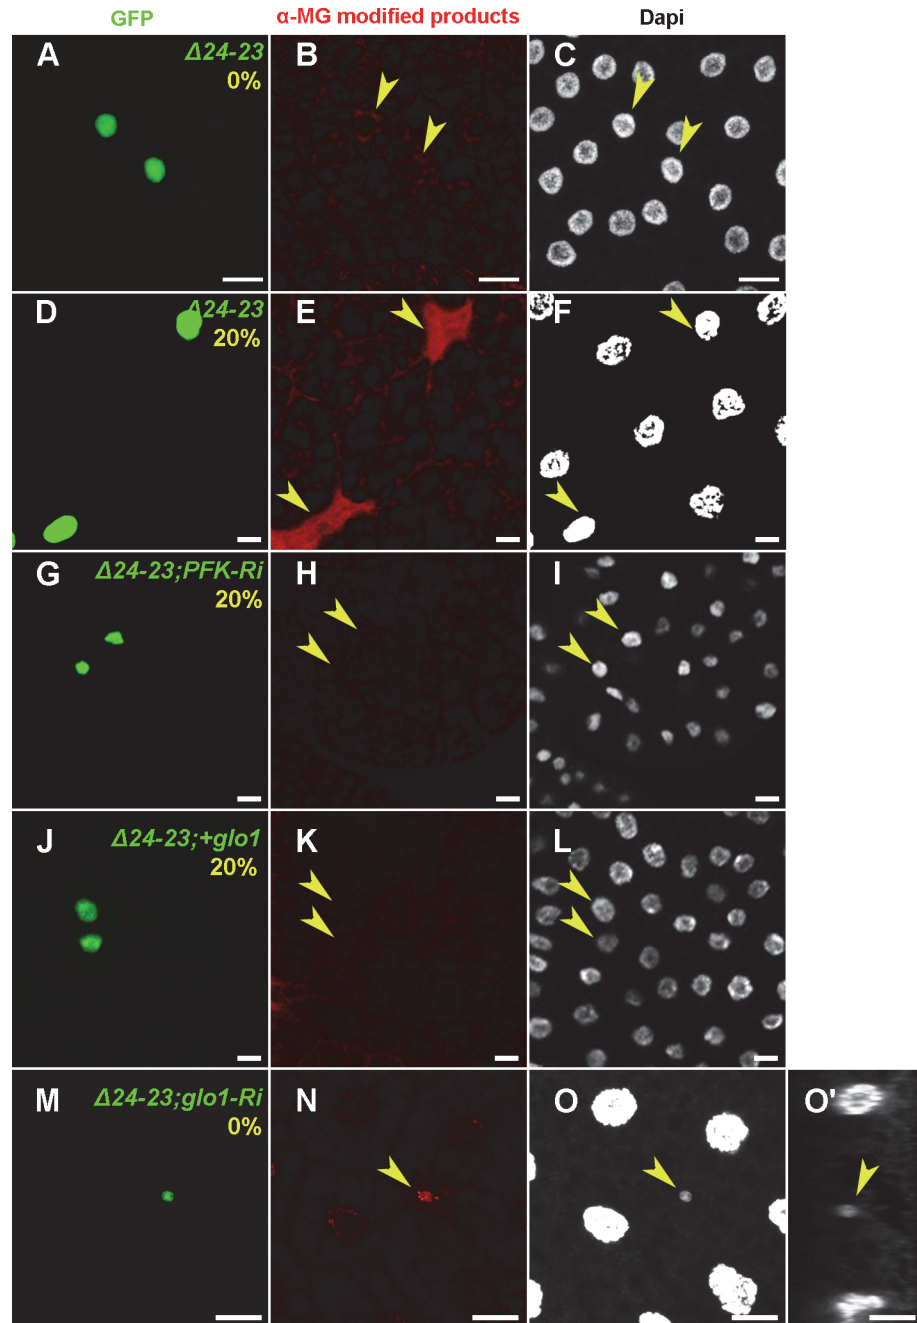 GFP α-MG modified products Dapi
A Δ24-23 B C
0%
D Δ24-23 E F
20%
G Δ24-23;PFK-Ri H I
20%
J Δ24-23;+glo1 K L
20%
M Δ24-23;glo1-Ri N O O'
0%